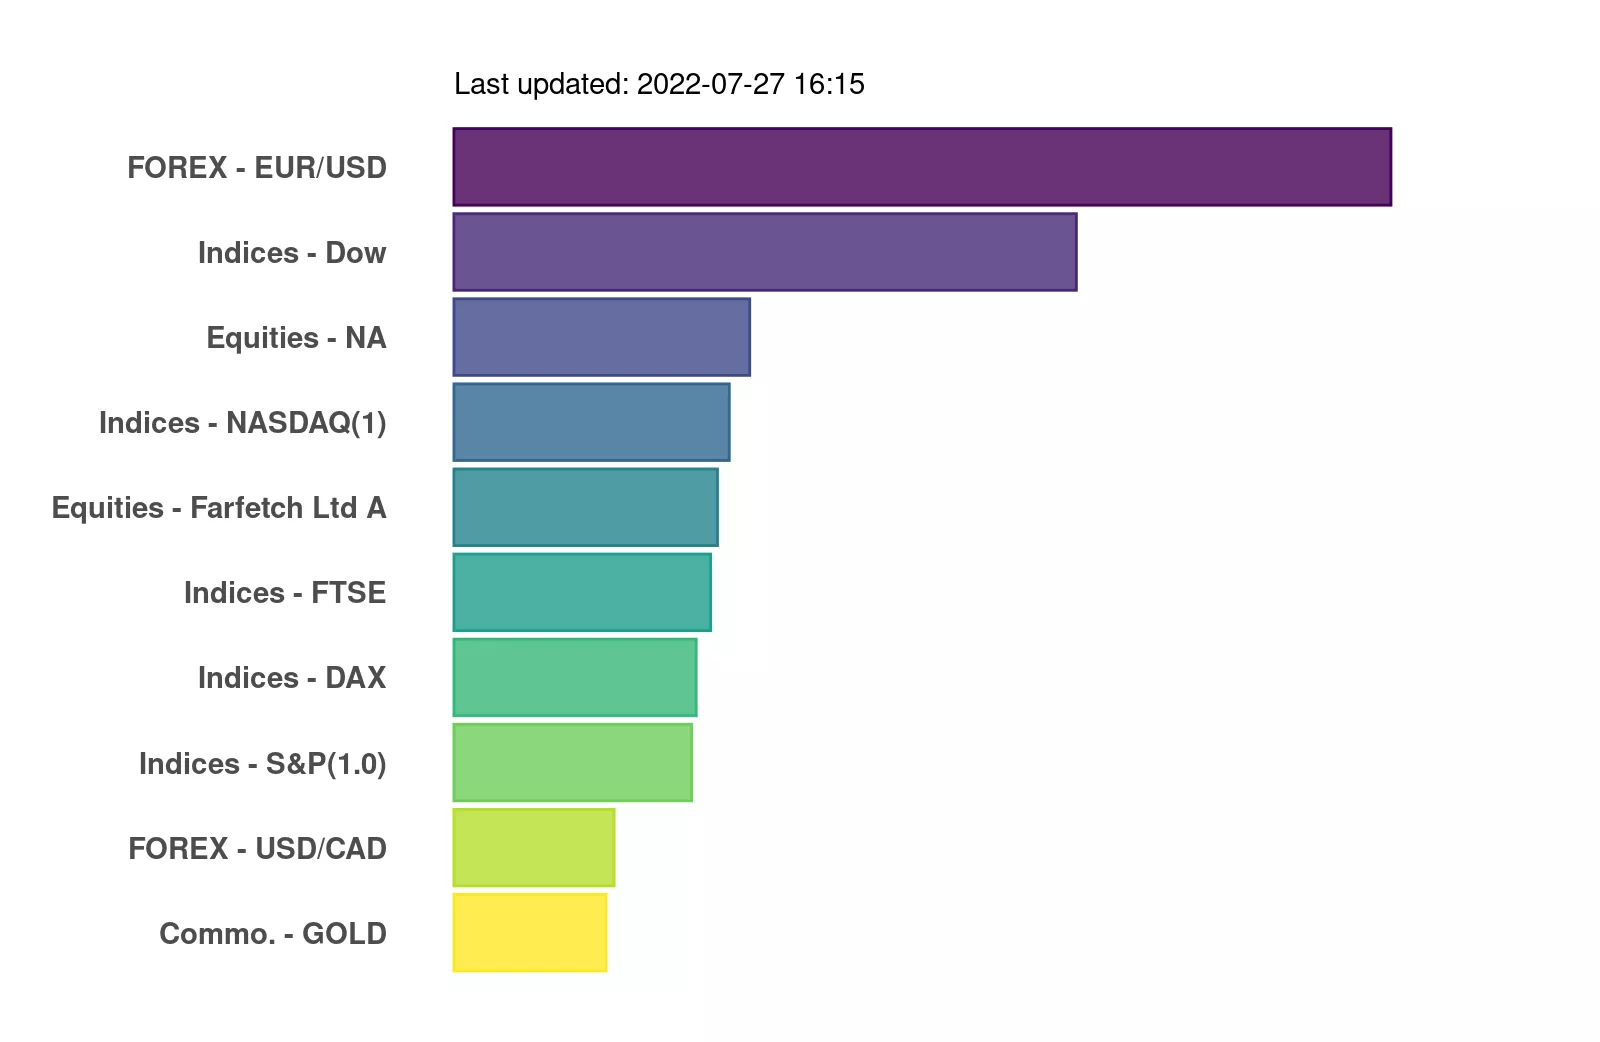 Last updated: 2022-07-27 16:15
FOREX - EUR/USD
Indices - Dow
Equities - NA
Indices - NASDAQ(1)
Equities - Farfetch Ltd A
Indices - FTSE
Indices - DAX
Indices - S&P(1.0)
FOREX - USD/CAD
Commo. - GOLD